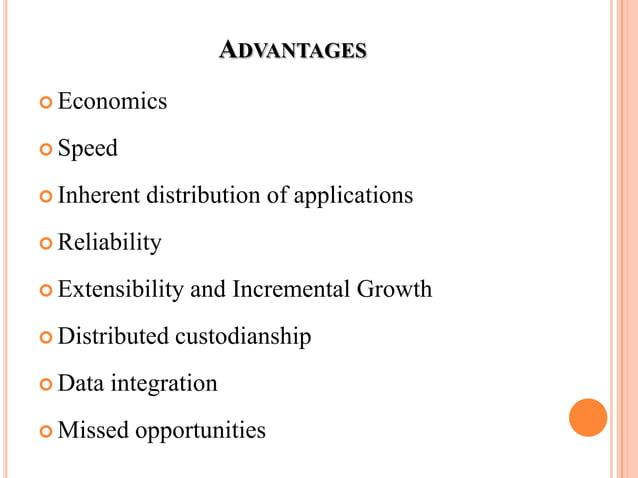 ADVANTAGES
Economics
Speed
Inherent distribution of applications
Reliability
Extensibility and Incremental Growth
Distributed custodianship
Data integration
Missed opportunities